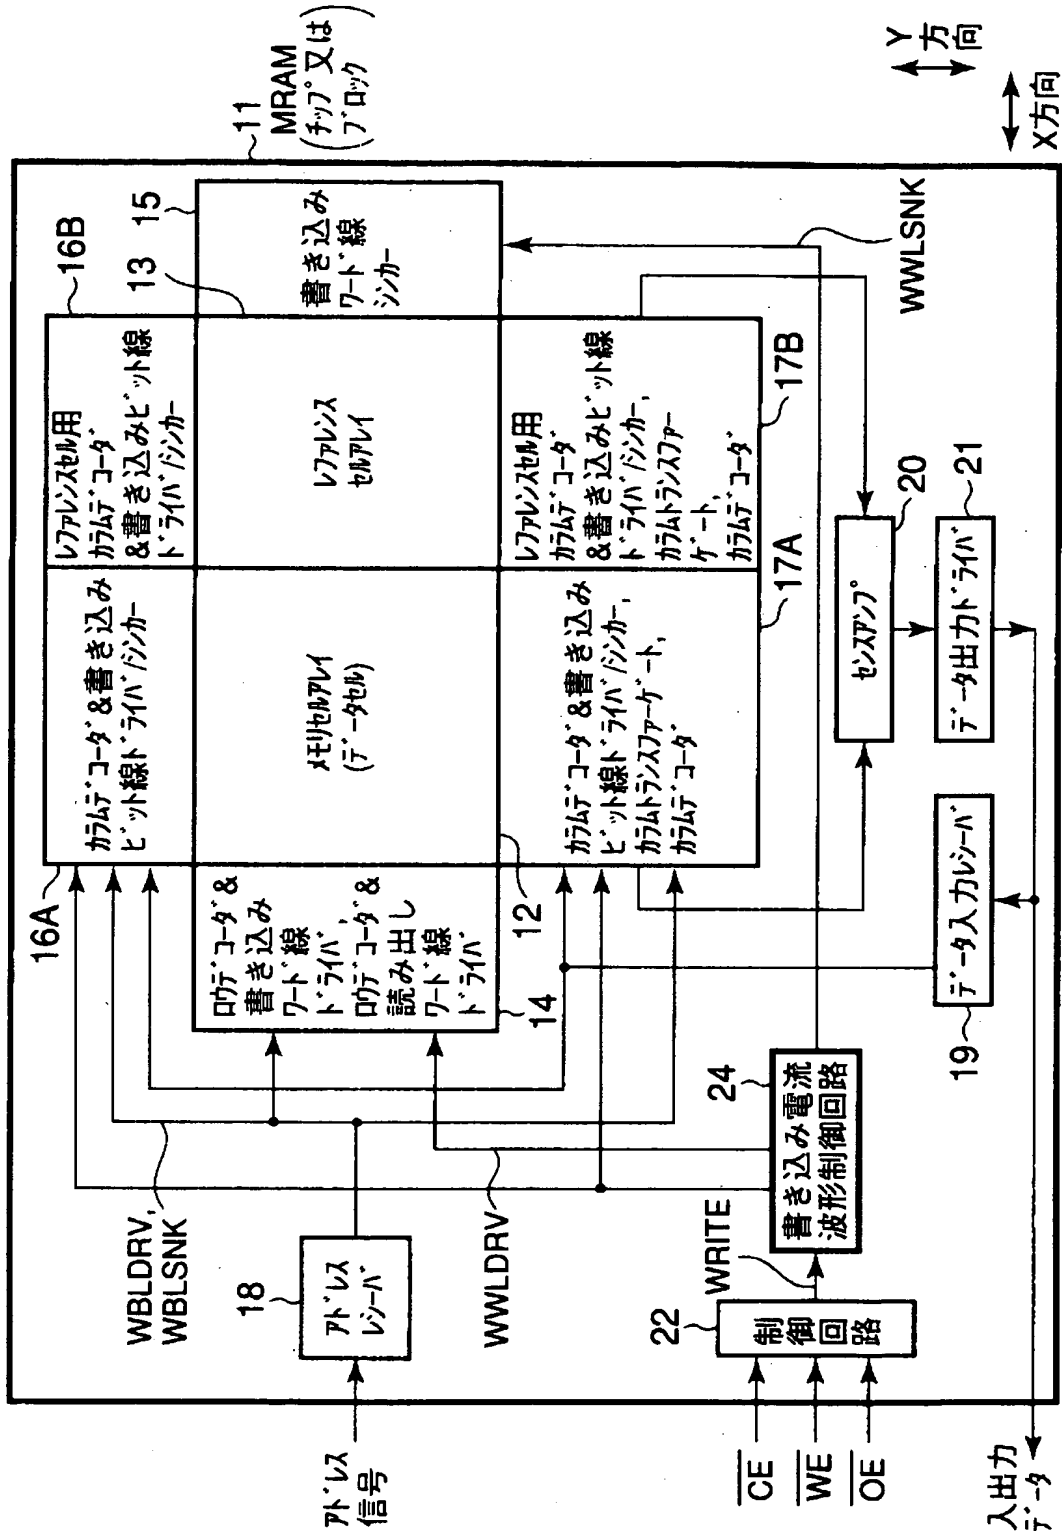 11
MRAM
(チップ又は
ブロック)
16B
13
15
レファレンスセル用
カラムデコーダ
&書き込みビット線
ドライバ/シンカー
レファレンス
セルアレイ
書き込み
ワード線
シンカー
レファレンスセル用
カラムデコーダ
&書き込みビット線
ドライバ/シンカー,
カラムトランスファー
ゲート,
カラムデコーダ
17B
16A
カラムデコーダ&書き込み
ビット線ドライバ/シンカー
メモリセルアレイ
(データセル)
カラムデコーダ&書き込み
ビット線ドライバ/シンカー,
カラムトランスファーゲート,
カラムデコーダ
17A
12
ロウデコーダ&
書き込み
ワード線
ドライバ,
ロウデコーダ&
読み出し
ワード線
ドライバ
14
WWLSNK
センスアンプ
20
データ出力ドライバ
21
データ入力レシーバ
19
24
書き込み電流
波形制御回路
WRITE
22
制御
回路
WBLDRV,
WBLSNK
WWLDRV
18
アドレス
レシーバ
アドレス
信号
CE
WE
OE
入出力
データ
Y
方
向
X方向